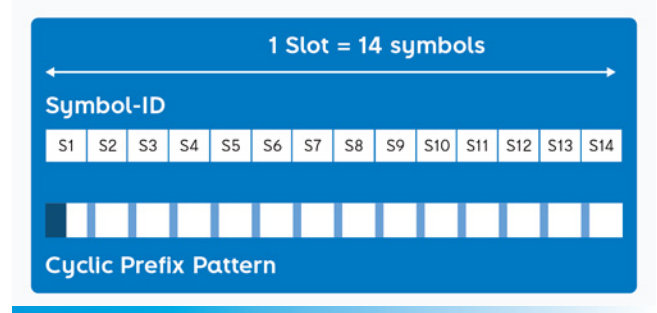 1 Slot = 14 symbols
Symbol-ID
S1 S2 S3 S4 S5 S6 S7 S8 S9 S10 S11 S12 S13 S14
Cyclic Prefix Pattern